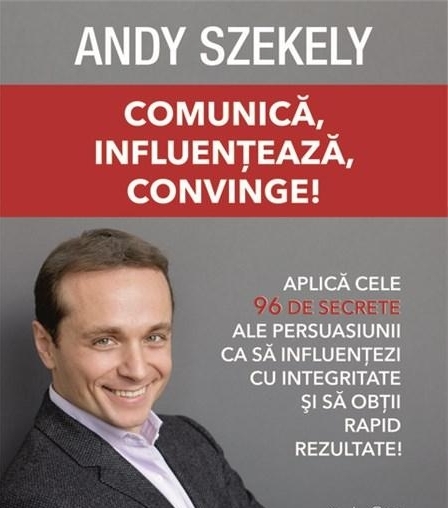 ANDY SZEKELY
COMUNICĂ,
INFLUENȚEAZĂ,
CONVINGE!
APLICĂ CELE
96 DE SECRETE
ALE PERSUASIUNII
CA SĂ INFLUENȚEZI
CU INTEGRITATE
ȘI SĂ OBȚII
RAPID
REZULTATE!